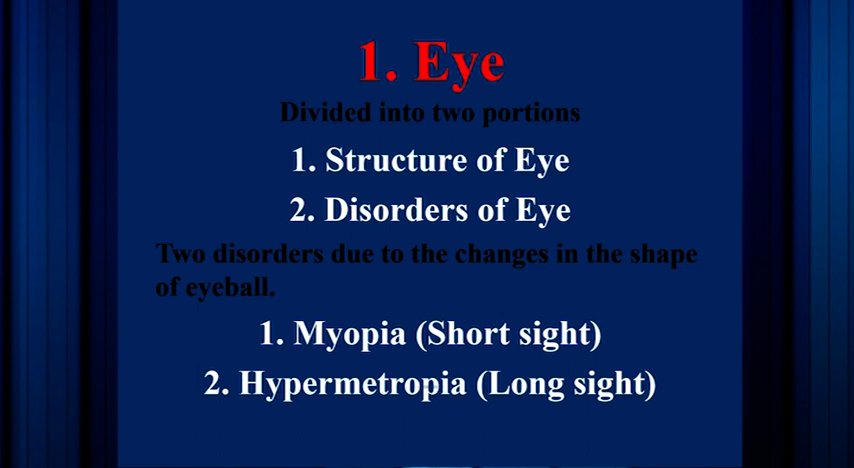 1. Eye
Divided into two portions
1. Structure of Eye
2. Disorders of Eye
Two disorders due to the changes in the shape
of eyeball.
1. Myopia (Short sight)
2. Hypermetropia (Long sight)